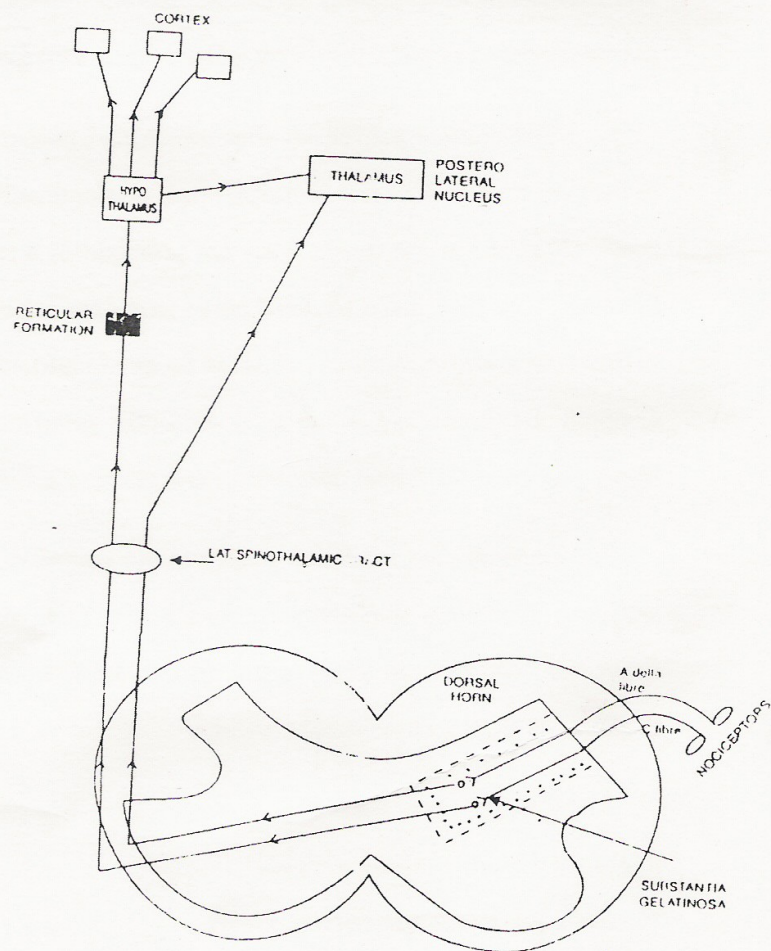 CORTEX
HYPO
THALAMUS
THALAMUS
POSTERO
LATERAL
NUCLEUS
RETICULAR
FORMATION
LAT SPINOTHALAMIC
DORSAL
HORN
A delta
fibre
C fibre
NOCICEPTORS
SUBSTANTIA
GELATINOSA